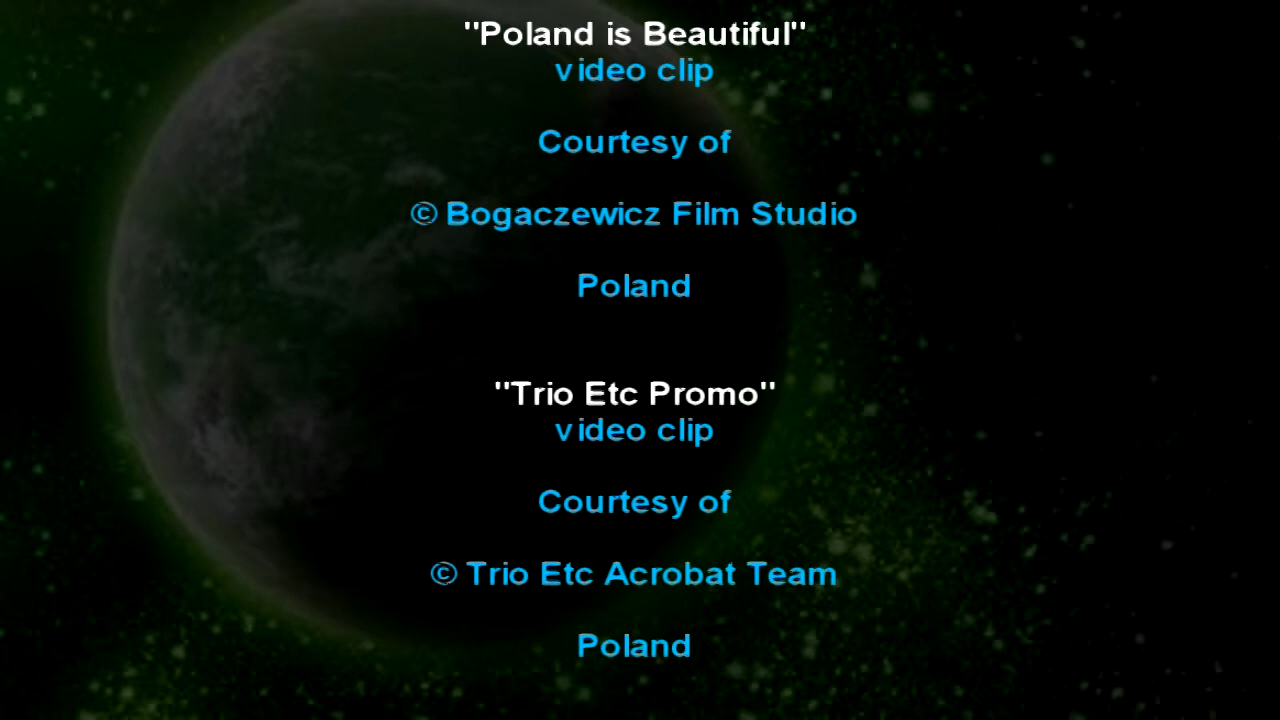 "Poland is Beautiful"
video clip
Courtesy of
© Bogaczewicz Film Studio
Poland
"Trio Etc Promo"
video clip
Courtesy of
© Trio Etc Acrobat Team
Poland